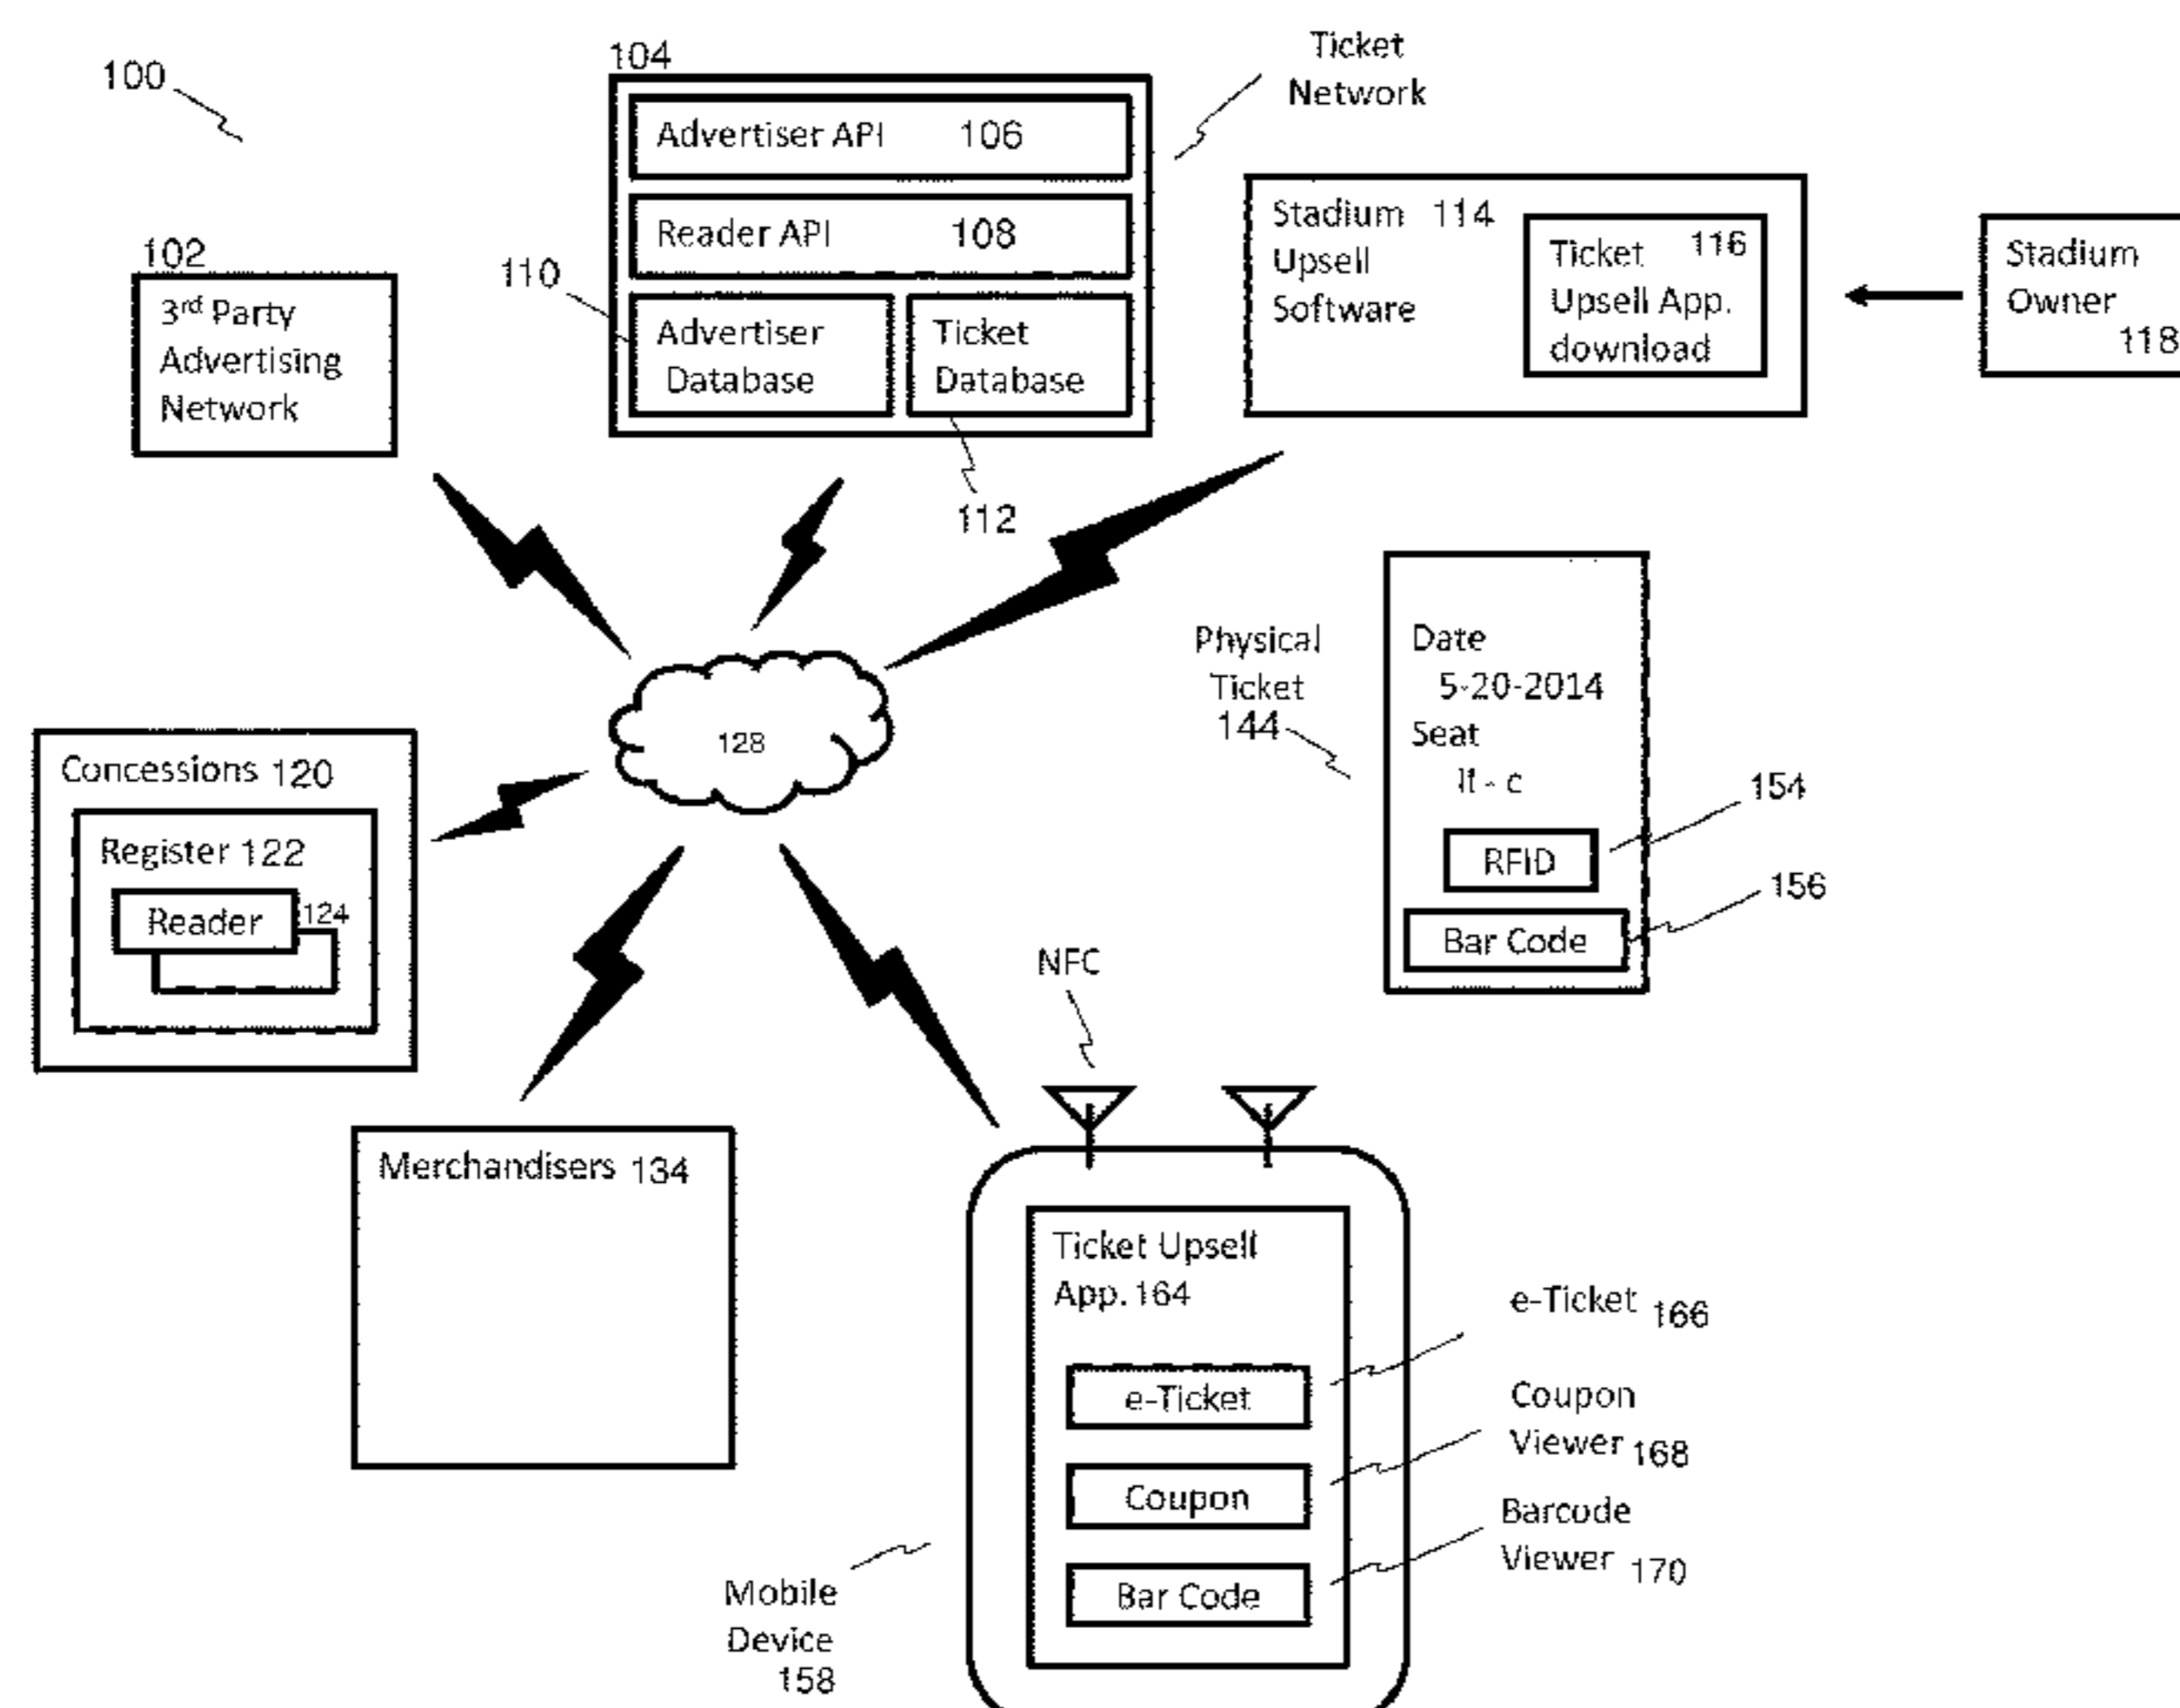 100
104
Ticket
Network
Advertiser API 106
Reader API 108
110
Advertiser
Database
Ticket
Database
112
102
3rd Party
Advertising
Network
Stadium 114
Upsell
Software
Ticket 116
Upsell App.
download
Stadium
Owner
118
128
Physical
Ticket
144
Date
5-20-2014
Seat
- c
RFID
154
Bar Code
156
Concessions 120
Register 122
Reader
124
Merchandisers 134
NFC
Ticket Upsell
App. 164
e-Ticket
Coupon
Bar Code
e-Ticket 166
Coupon
Viewer 168
Barcode
Viewer 170
Mobile
Device
158